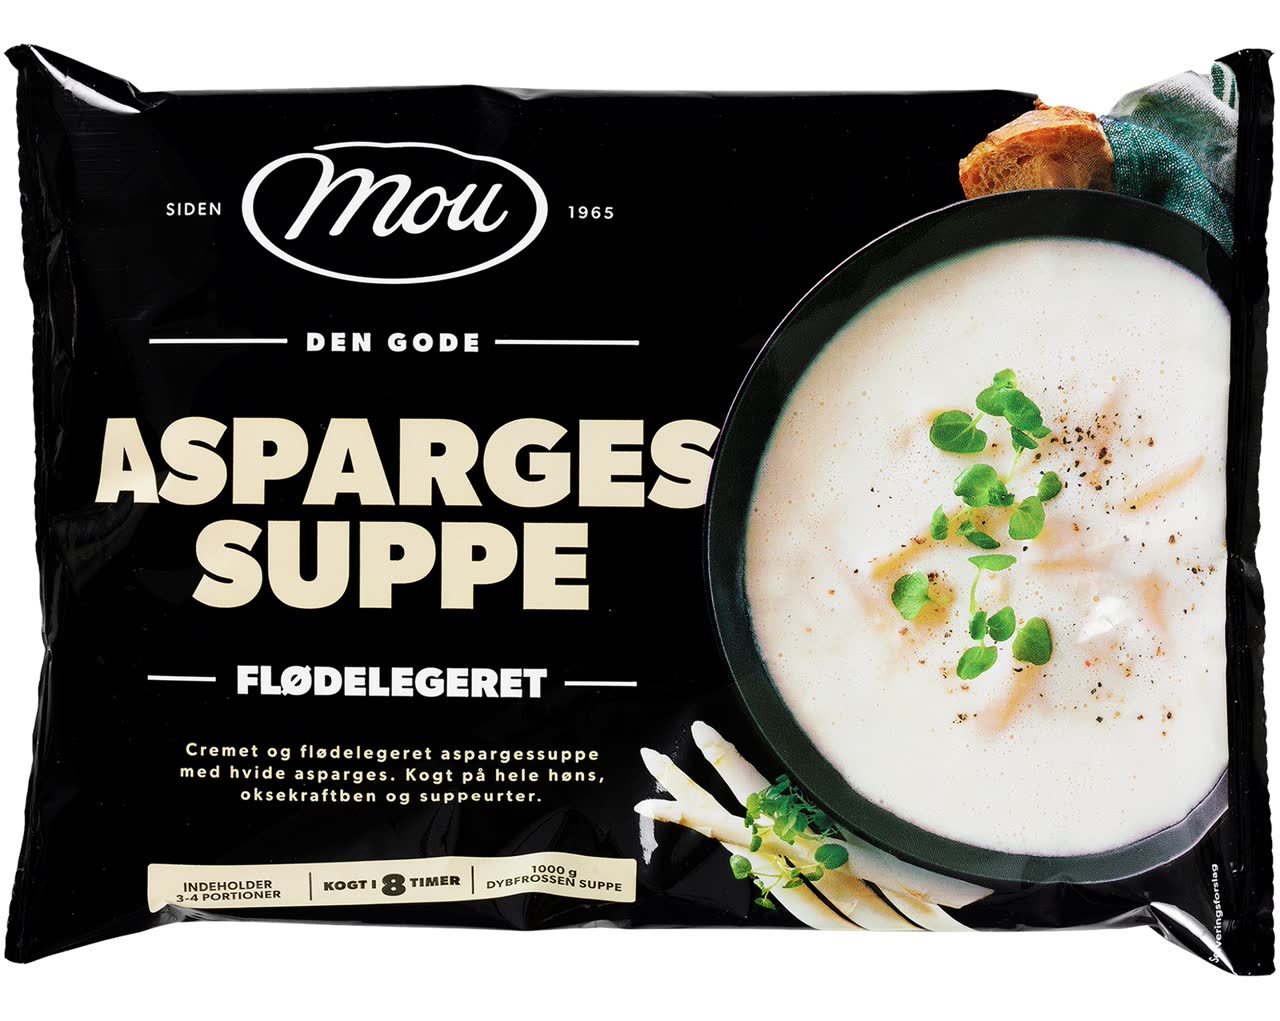 SIDEN Mou 1965
DEN GODE
ASPARGES
SUPPE
FLØDELEGERET
Cremet og flødelegeret aspargessuppe
med hvide asparges. Kogt på hele høns,
oksekraftben og suppeurter.
INDEHOLDER
3-4 PORTIONER
KOGT I 8 TIMER
1000 g
DYBFROSSEN SUPPE
Serveringsforslag